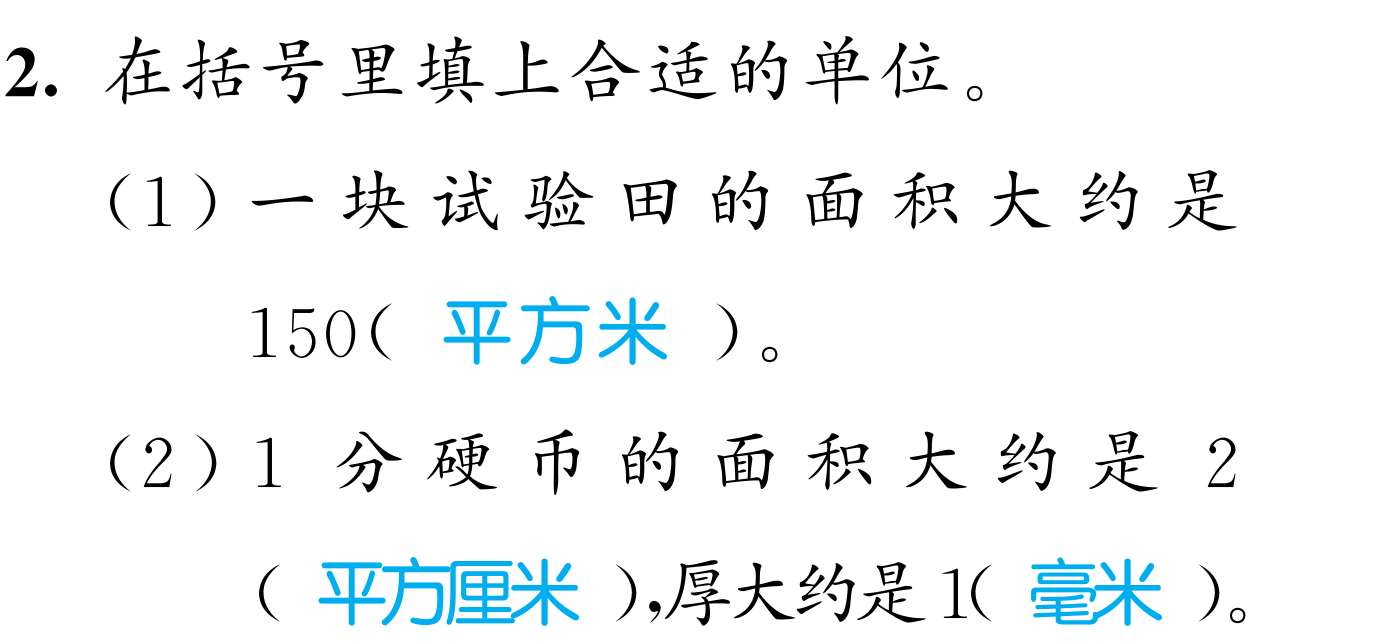 2. 在括号里填上合适的单位。
(1)一块试验田的面积大约是
150( 平方米 )。
(2)1 分硬币的面积大约是 2
( 平方厘米 ),厚大约是1( 毫米 )。